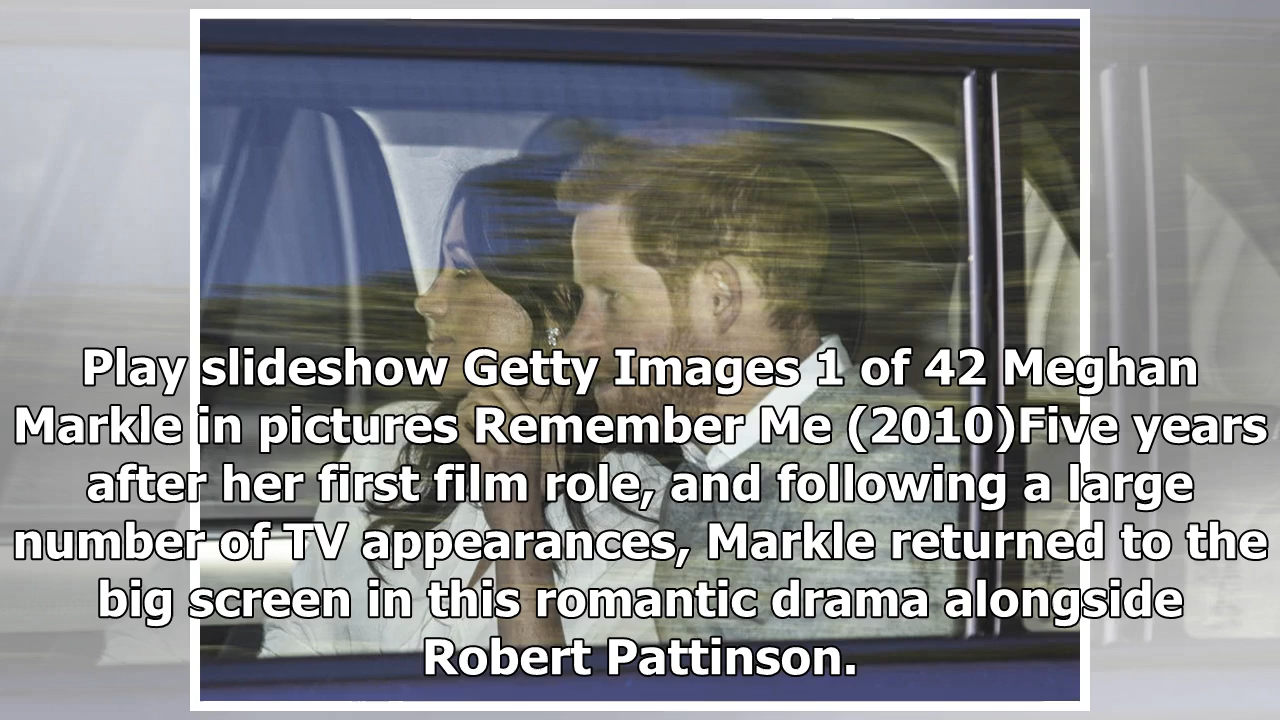 Play slideshow Getty Images 1 of 42 Meghan
Markle in pictures Remember Me (2010)Five years
after her first film role, and following a large
number of TV appearances, Markle returned to the
big screen in this romantic drama alongside
Robert Pattinson.